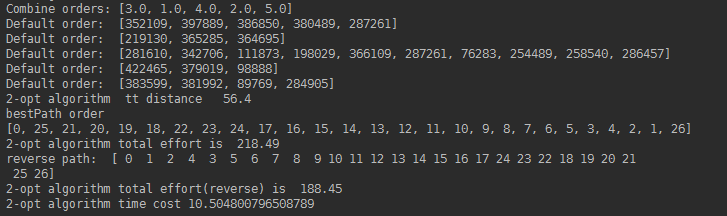 Combine orders: [3.0, 1.0, 4.0, 2.0, 5.0]
Default order:  [352109, 397889, 386850, 380489, 287261]
Default order:  [219130, 365285, 364695]
Default order:  [281610, 342706, 111873, 198029, 366109, 287261, 76283, 254489, 258540, 286457]
Default order:  [422465, 379019, 98888]
Default order:  [383599, 381992, 89769, 284905]
2-opt algorithm  tt distance   56.4
bestPath order
[0, 25, 21, 20, 19, 18, 22, 23, 24, 17, 16, 15, 14, 13, 12, 11, 10, 9, 8, 7, 6, 5, 3, 4, 2, 1, 26]
2-opt algorithm total effort is  218.49
reverse path:  [ 0  1  2  4  3  5  6  7  8  9 10 11 12 13 14 15 16 17 24 23 22 18 19 20 21
 25 26]
2-opt algorithm total effort(reverse) is  188.45
2-opt algorithm time cost 10.504800796508789